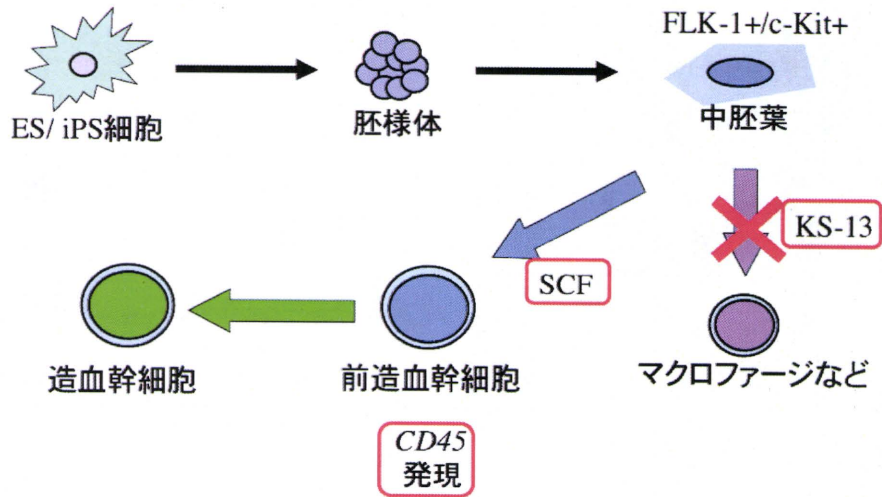 FLK-1+/c-Kit+
ES/ iPS細胞
胚様体
中胚葉
KS-13
SCF
造血幹細胞
前造血幹細胞
マクロファージなど
CD45
発現